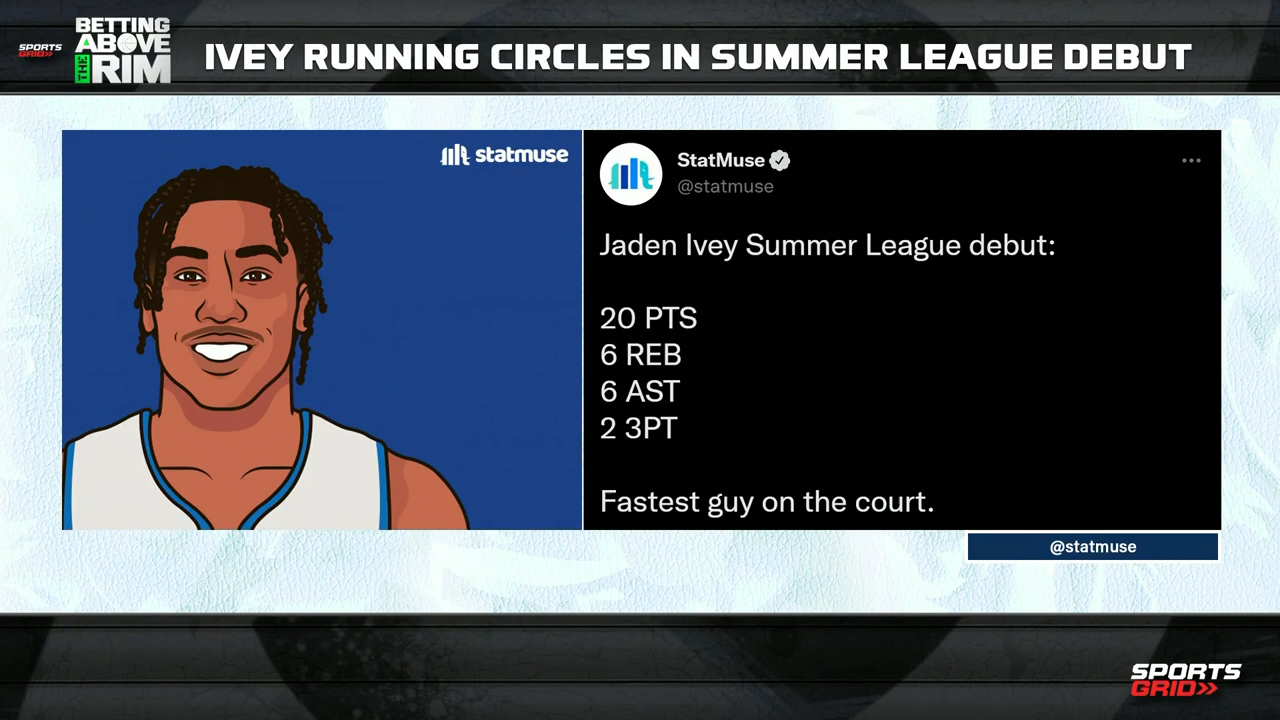 SPORTS
GRID»
BETTING
ABOVE
THE RIM
IVEY RUNNING CIRCLES IN SUMMER LEAGUE DEBUT
statmuse
StatMuse
@statmuse
Jaden Ivey Summer League debut:
20 PTS
6 REB
6 AST
2 3PT
Fastest guy on the court.
@statmuse
SPORTS
GRID»